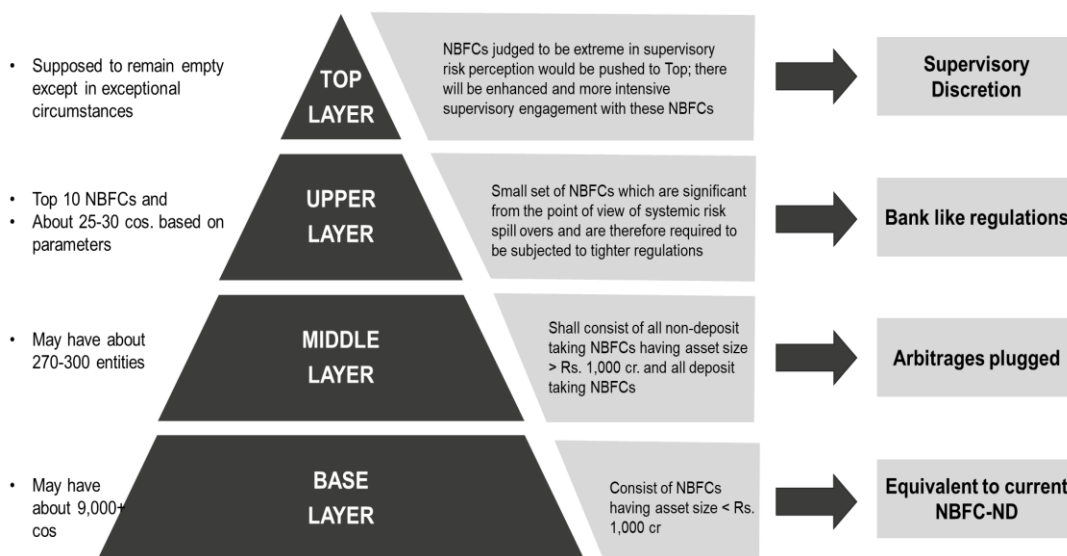 • Supposed to remain empty
except in exceptional
circumstances
TOP
LAYER
NBFCs judged to be extreme in supervisory
risk perception would be pushed to Top; there
will be enhanced and more intensive
supervisory engagement with these NBFCs
Supervisory
Discretion
• Top 10 NBFCs and
• About 25-30 cos. based on
parameters
UPPER
LAYER
Small set of NBFCs which are significant
from the point of view of systemic risk
spill overs and are therefore required to
be subjected to tighter regulations
Bank like regulations
• May have about
270-300 entities
MIDDLE
LAYER
Shall consist of all non-deposit
taking NBFCs having asset size
> Rs. 1,000 cr. and all deposit
taking NBFCs
Arbitrages plugged
• May have
about 9,000+
cos
BASE
LAYER
Consist of NBFCs
having asset size < Rs.
1,000 cr
Equivalent to current
NBFC-ND